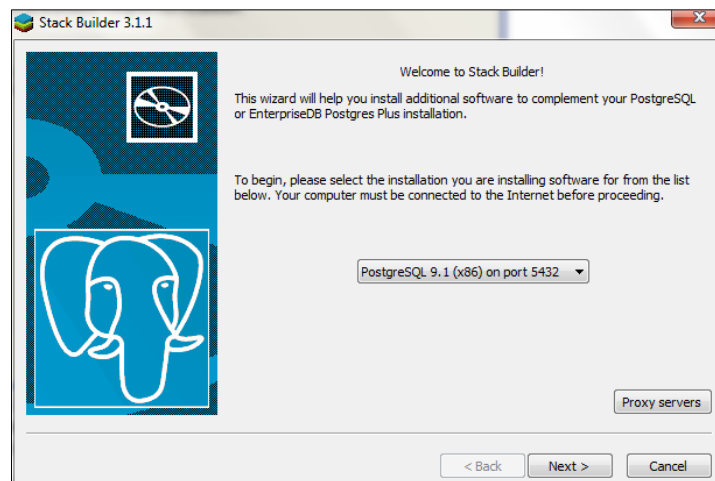 Stack Builder 3.1.1
Welcome to Stack Builder!
This wizard will help you install additional software to complement your PostgreSQL
or EnterpriseDB Postgres Plus installation.
To begin, please select the installation you are installing software for from the list
below. Your computer must be connected to the Internet before proceeding.
PostgreSQL 9.1 (x86) on port 5432
Proxy servers
< Back
Next >
Cancel